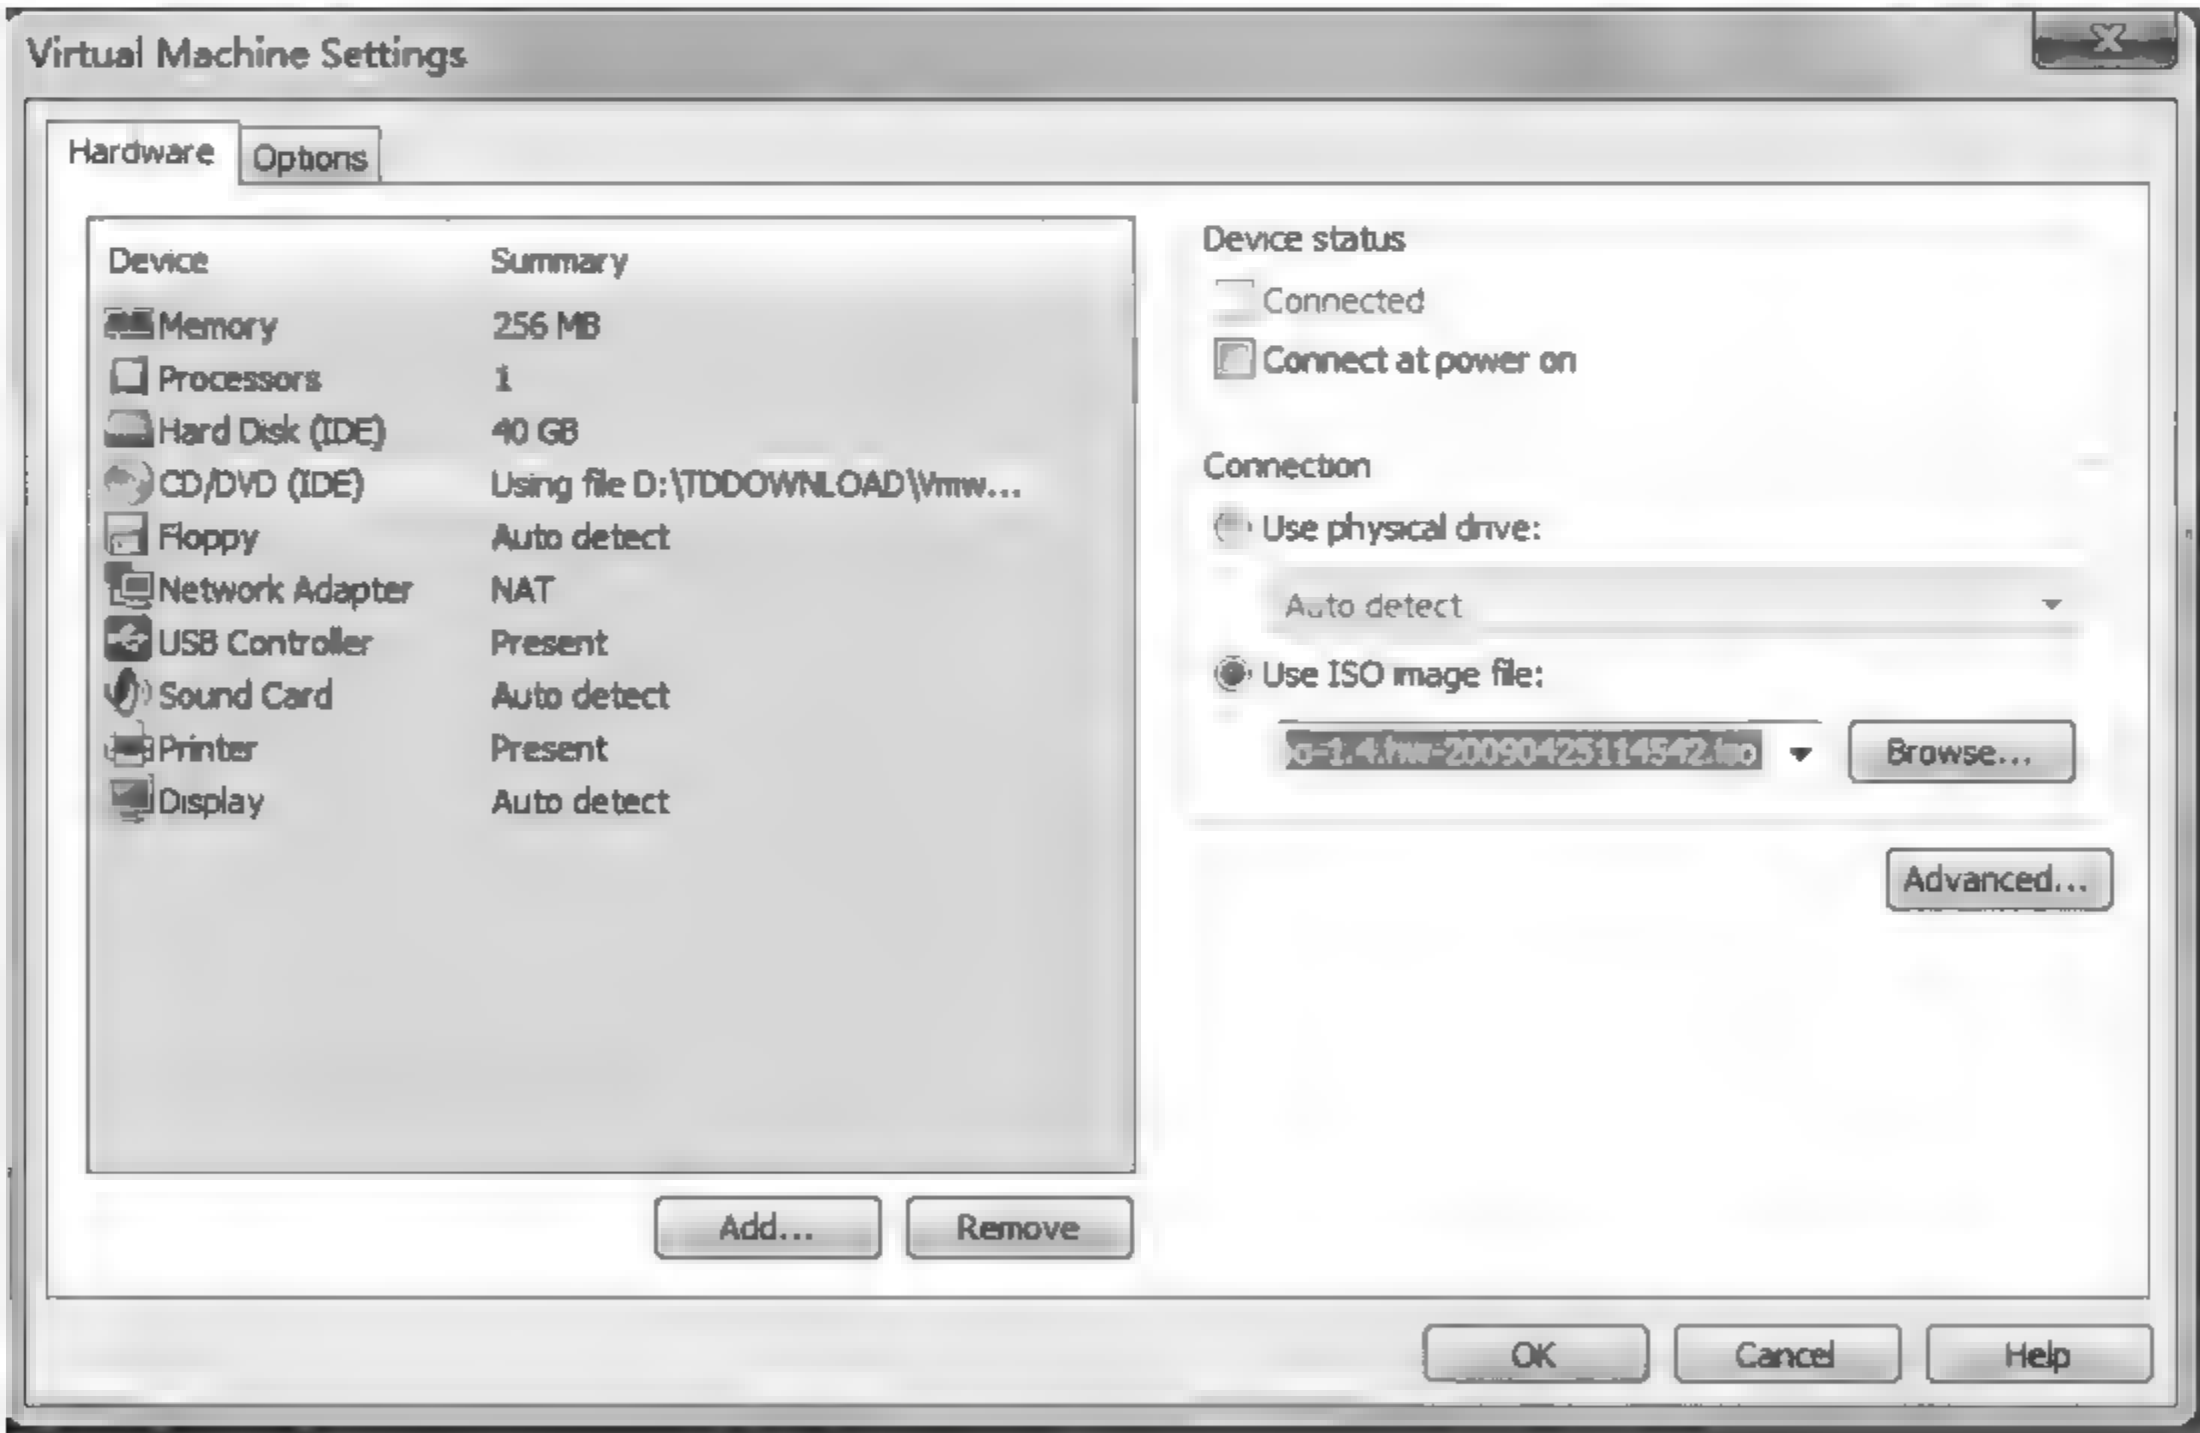 Virtual Machine Settings
Hardware Options
Device Summary
Memory 256 MB
Processors 1
Hard Disk (IDE) 40 GB
CD/DVD (IDE) Using file D:\TDDOWNLOAD\Vmw...
Floppy Auto detect
Network Adapter NAT
USB Controller Present
Sound Card Auto detect
Printer Present
Display Auto detect
Add... Remove
Device status
Connected
Connect at power on
Connection
Use physical drive:
Auto detect
Use ISO image file:
Browse...
Advanced...
OK Cancel Help